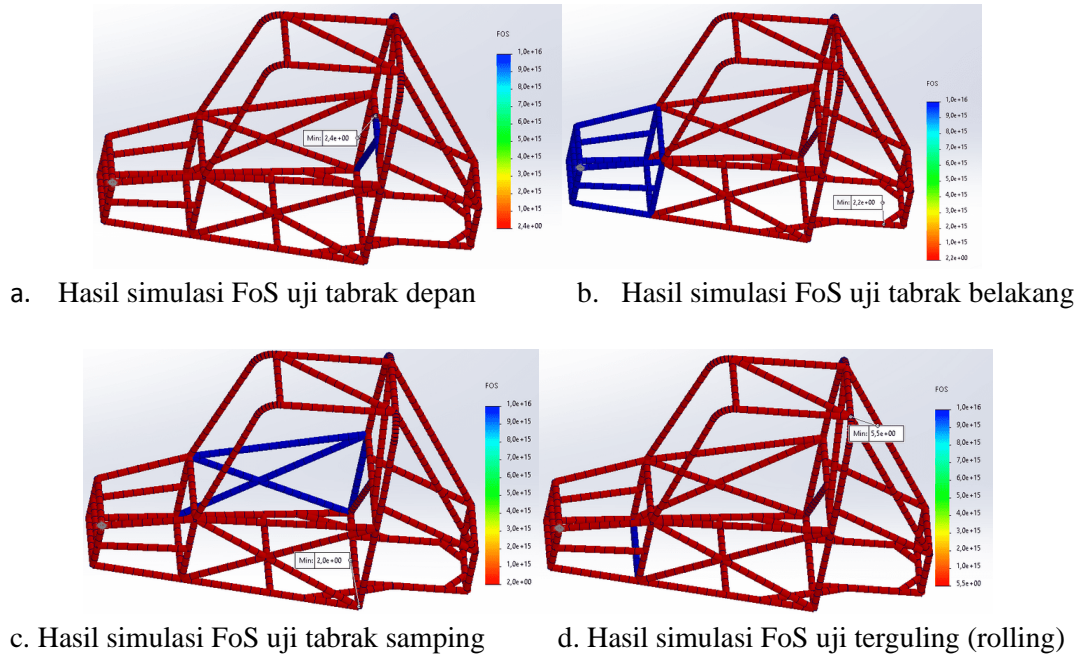 FOS
1,0e+16
9,0e+15
8,0e+15
7,0e+15
6,0e+15
5,0e+15
4,0e+15
3,0e+15
2,0e+15
1,0e+15
2,4e+00
Min: 2,4e+00
FOS
1,0e+16
9,0e+15
8,0e+15
7,0e+15
6,0e+15
5,0e+15
4,0e+15
3,0e+15
2,0e+15
1,0e+15
2,2e+00
Min: 2,2e+00
a. Hasil simulasi FoS uji tabrak depan
b. Hasil simulasi FoS uji tabrak belakang
FOS
1,0e+16
9,0e+15
8,0e+15
7,0e+15
6,0e+15
5,0e+15
4,0e+15
3,0e+15
2,0e+15
1,0e+15
2,0e+00
Min: 2,0e+00
FOS
1,0e+16
9,0e+15
8,0e+15
7,0e+15
6,0e+15
5,0e+15
4,0e+15
3,0e+15
2,0e+15
1,0e+15
5,5e+00
Min: 5,5e+00
c. Hasil simulasi FoS uji tabrak samping
d. Hasil simulasi FoS uji terguling (rolling)